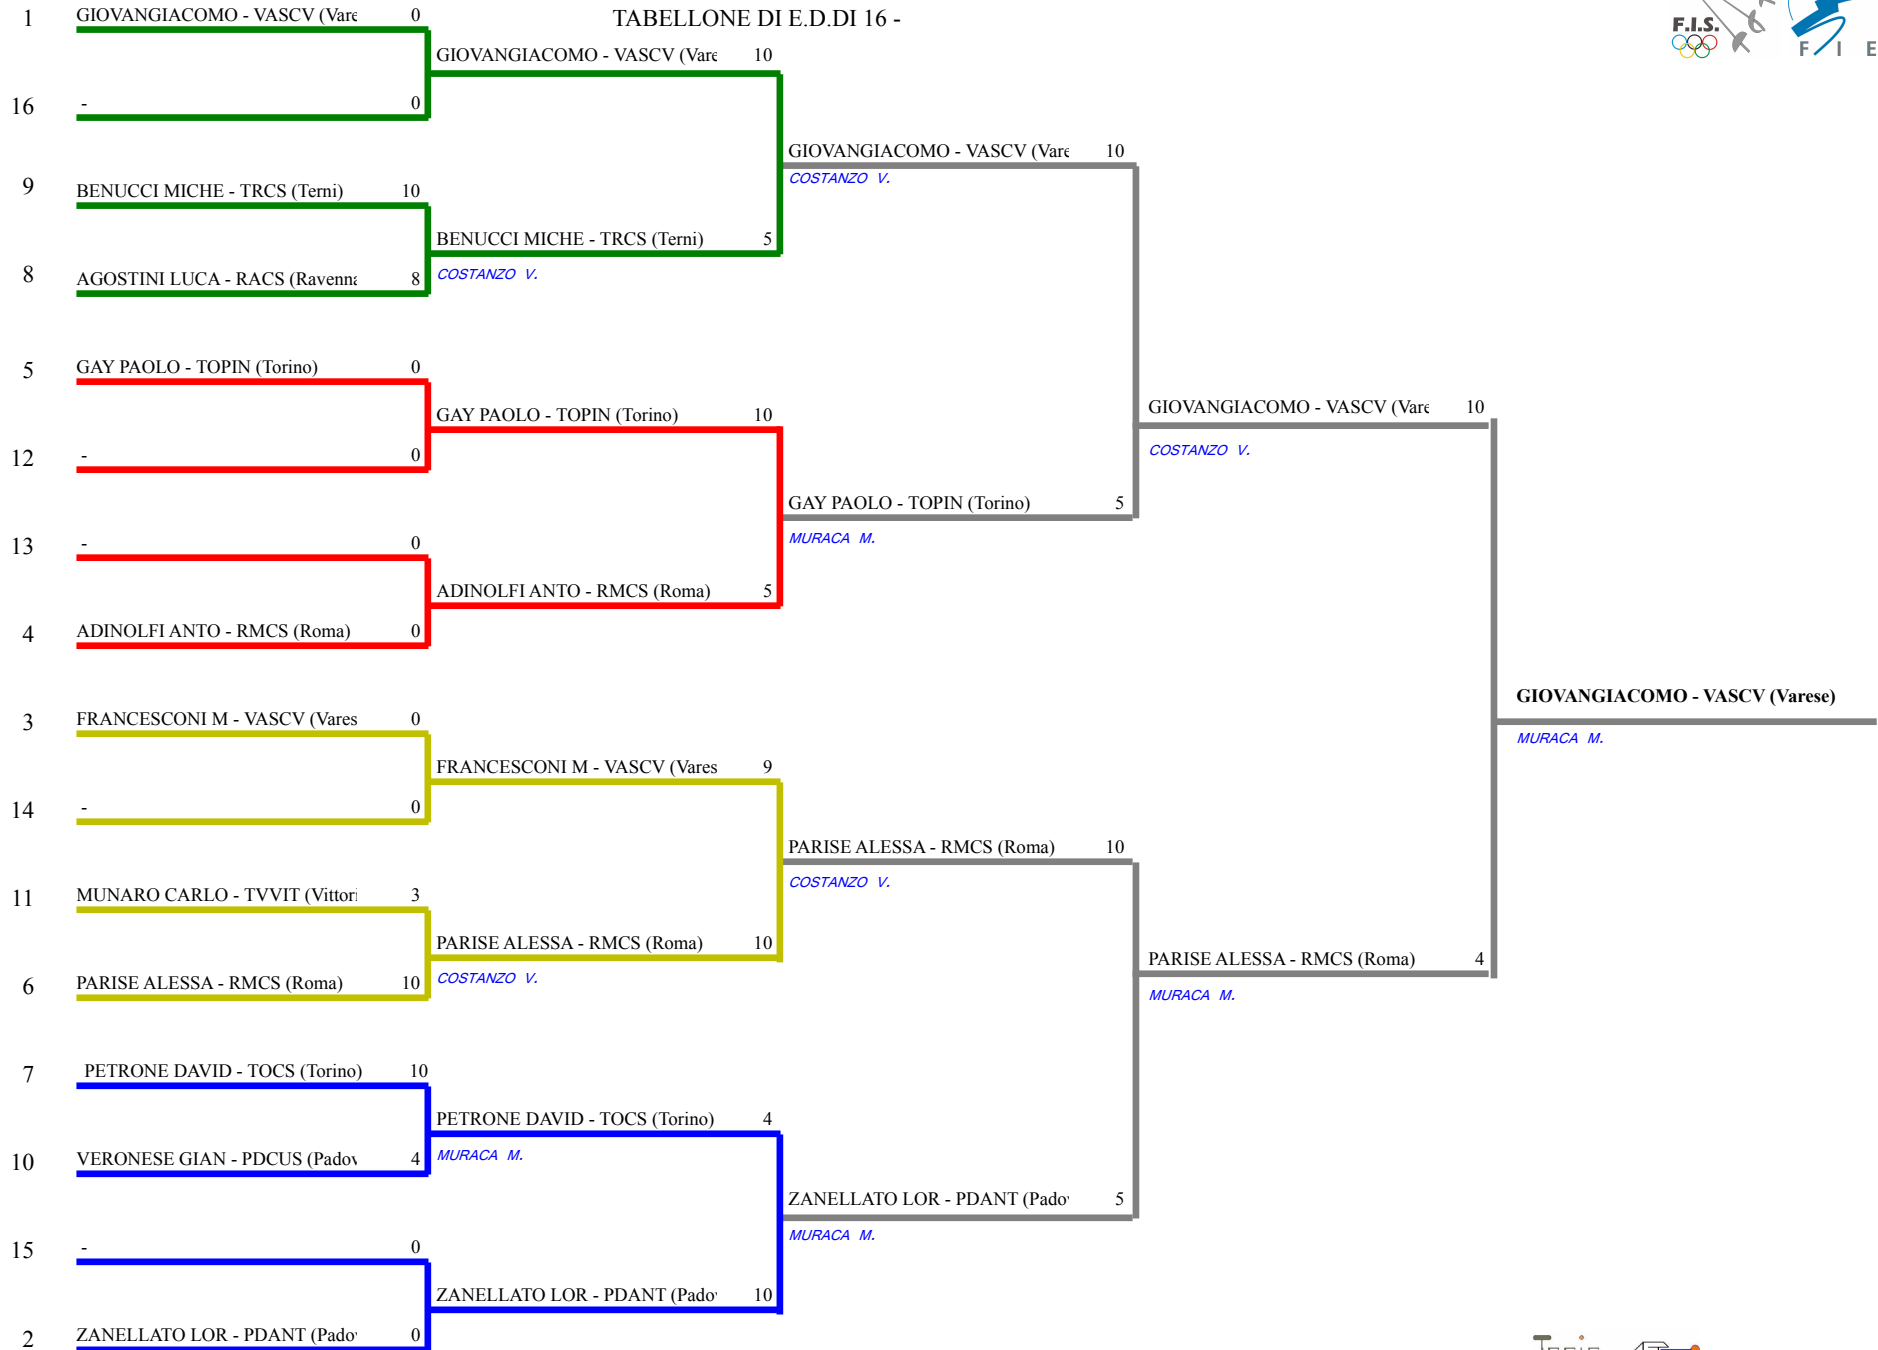 TABELLONE DI E.D.DI 16 -
F.I.S.
F I E
1 GIOVANGIACOMO - VASCV (Vare 0
GIOVANGIACOMO - VASCV (Vare 10
16 - 0
GIOVANGIACOMO - VASCV (Vare 10
COSTANZO V.
9 BENUCCI MICHE - TRCS (Terni) 10
BENUCCI MICHE - TRCS (Terni) 5
COSTANZO V.
8 AGOSTINI LUCA - RACS (Ravenna 8
5 GAY PAOLO - TOPIN (Torino) 0
GAY PAOLO - TOPIN (Torino) 10
GIOVANGIACOMO - VASCV (Vare 10
COSTANZO V.
12 - 0
GAY PAOLO - TOPIN (Torino) 5
MURACA M.
13 - 0
ADINOLFI ANTO - RMCS (Roma) 5
4 ADINOLFI ANTO - RMCS (Roma) 0
GIOVANGIACOMO - VASCV (Varese)
MURACA M.
3 FRANCESCONI M - VASCV (Vares 0
FRANCESCONI M - VASCV (Vares 9
14 - 0
PARISE ALESSA - RMCS (Roma) 10
COSTANZO V.
11 MUNARO CARLO - TVVIT (Vittori 3
PARISE ALESSA - RMCS (Roma) 10
COSTANZO V.
PARISE ALESSA - RMCS (Roma) 4
MURACA M.
6 PARISE ALESSA - RMCS (Roma) 10
7 PETRONE DAVID - TOCS (Torino) 10
PETRONE DAVID - TOCS (Torino) 4
MURACA M.
10 VERONESE GIAN - PDCUS (Padov 4
ZANELLATO LOR - PDANT (Pado 5
MURACA M.
15 - 0
ZANELLATO LOR - PDANT (Pado 10
2 ZANELLATO LOR - PDANT (Pado 0